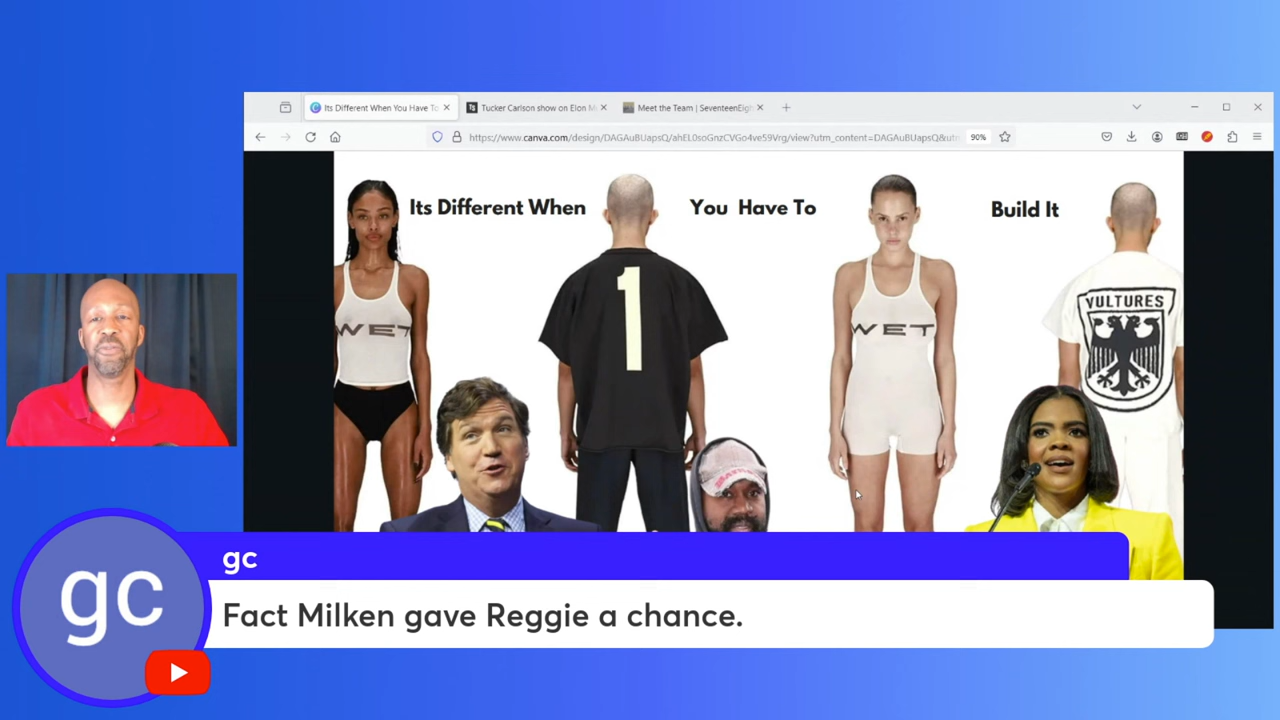 Its Different When You Have To
Tucker Carlson show on Elon M
Meet the Team | SeventeenEigh
https://www.canva.com/design/DAGAuBUapsQ/ahEL0soGnzCVGo4ve59Vrg/view?utm_content=DAGAuBUapsQ&utm
90%
Its Different When
You Have To
Build It
WET
1
WET
VULTURES
gc
gc
Fact Milken gave Reggie a chance.